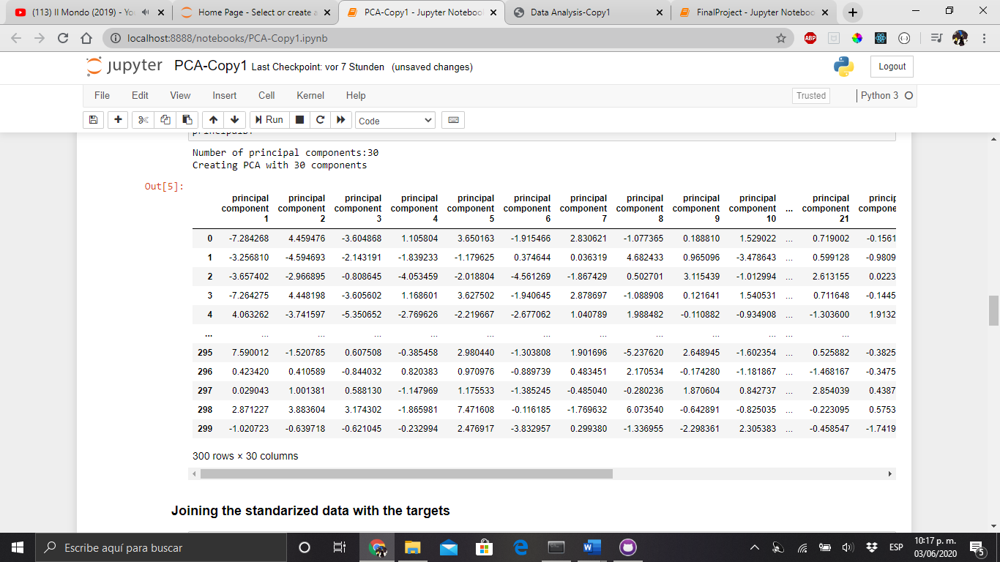 (113) Il Mondo (2019) - Yo
Home Page - Select or create a
PCA-Copy1 - Jupyter Notebook
Data Analysis-Copy1
FinalProject - Jupyter Noteboo
localhost:8888/notebooks/PCA-Copy1.ipynb
ABP
jupyter PCA-Copy1 Last Checkpoint: vor 7 Stunden (unsaved changes)
Logout
File Edit View Insert Cell Kernel Help
Trusted Python 3
Run Code
Number of principal components:30
Creating PCA with 30 components
Out[5]:
principal principal principal principal principal principal principal principal principal principal principal princip
component component component component component component component component component component ... component compone
1 2 3 4 5 6 7 8 9 10 21
0 -7.284268 4.459476 -3.604868 1.105804 3.650163 -1.915466 2.830621 -1.077365 0.188810 1.529022 ... 0.719002 -0.1561
1 -3.256810 -4.594693 -2.143191 -1.839233 -1.179625 0.374644 0.036319 4.682433 0.965096 -3.478643 ... 0.599128 -0.9809
2 -3.657402 -2.966895 -0.808645 -4.053459 -2.018804 -4.561269 -1.867429 0.502701 3.115439 -1.012994 ... 2.613155 0.0223
3 -7.264275 4.448198 -3.605602 1.168601 3.627502 -1.940645 2.878697 -1.088908 0.121641 1.540531 ... 0.711648 -0.1445
4 4.063262 -3.741597 -5.350652 -2.769626 -2.219667 -2.677062 1.040789 1.988482 -0.110882 -0.934908 ... -1.303600 1.9132
... ... ... ... ... ... ... ... ... ... ... ... ...
295 7.590012 -1.520785 0.607508 -0.385458 2.980440 -1.303808 1.901696 -5.237620 2.648945 -1.602354 ... 0.525882 -0.3825
296 0.423420 0.410589 -0.844032 0.820383 0.970976 -0.889739 0.483451 2.170534 -0.174280 -1.181867 ... -1.468167 -0.3475
297 0.029043 1.001381 0.588130 -1.147969 1.175533 -1.385245 -0.485040 -0.280236 1.870604 0.842737 ... 2.854039 0.4387
298 2.871227 3.883604 3.174302 -1.865981 7.471608 -0.116185 -1.769632 6.073540 -0.642891 -0.825035 ... -0.223095 0.5753
299 -1.020723 -0.639718 -0.621045 -0.232994 2.476917 -3.832957 0.299380 -1.336955 -2.298361 2.305383 ... -0.458547 -1.7419
300 rows × 30 columns
Joining the standarized data with the targets
Escribe aquí para buscar
ESP
10:17 p. m.
03/06/2020
5